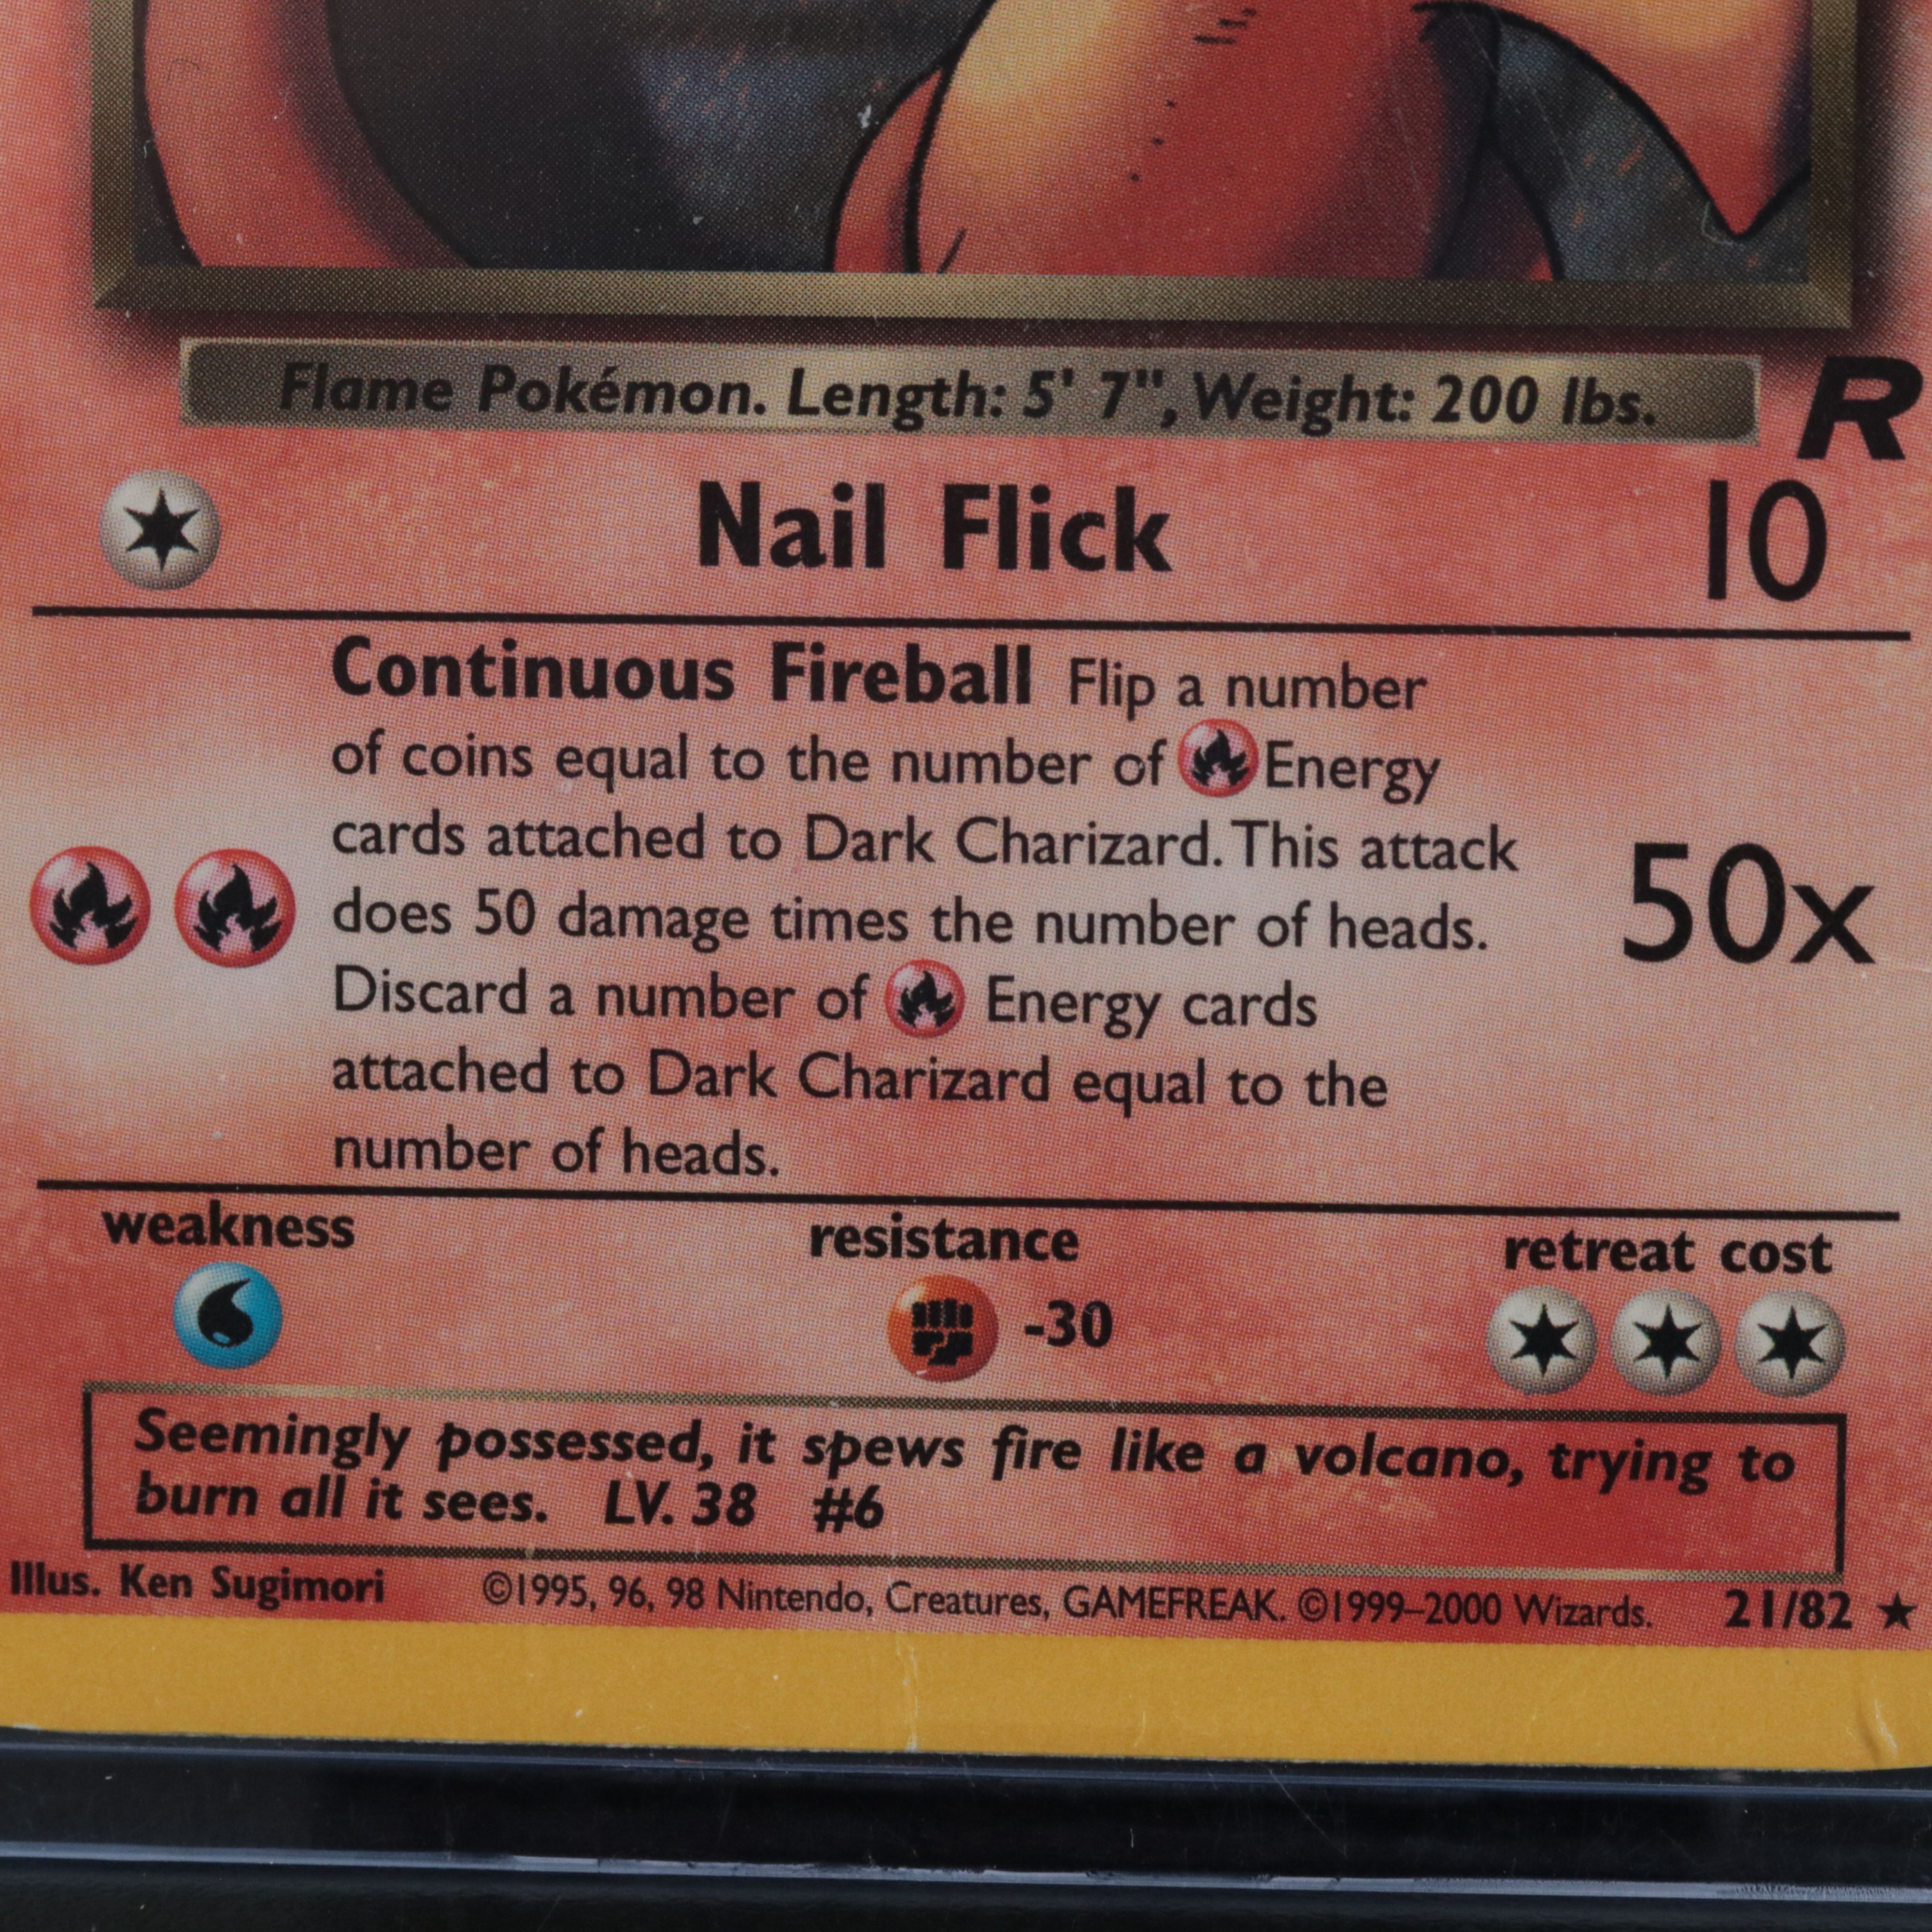 Flame Pokémon. Length: 5' 7", Weight: 200 lbs.
R
Nail Flick 10
Continuous Fireball Flip a number
of coins equal to the number of Energy
cards attached to Dark Charizard. This attack
does 50 damage times the number of heads.
Discard a number of Energy cards
attached to Dark Charizard equal to the
number of heads.
50x
weakness resistance retreat cost
-30
Seemingly possessed, it spews fire like a volcano, trying to
burn all it sees. LV. 38 #6
Illus. Ken Sugimori ©1995, 96, 98 Nintendo, Creatures, GAMEFREAK. ©1999–2000 Wizards. 21/82 ★